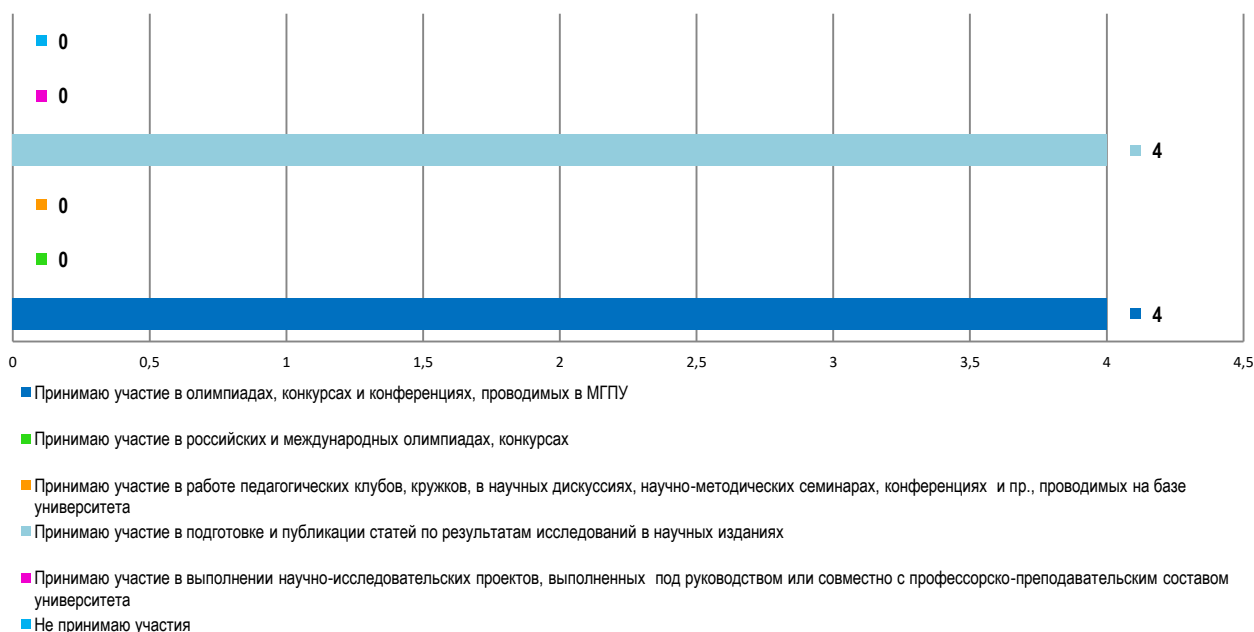 0
0
4
0
0
4
0 0,5 1 1,5 2 2,5 3 3,5 4 4,5
Принимаю участие в олимпиадах, конкурсах и конференциях, проводимых в МГПУ
Принимаю участие в российских и международных олимпиадах, конкурсах
Принимаю участие в работе педагогических клубов, кружков, в научных дискуссиях, научно-методических семинарах, конференциях и пр., проводимых на базе
университета
Принимаю участие в подготовке и публикации статей по результатам исследований в научных изданиях
Принимаю участие в выполнении научно-исследовательских проектов, выполненных под руководством или совместно с профессорско-преподавательским составом
университета
Не принимаю участия